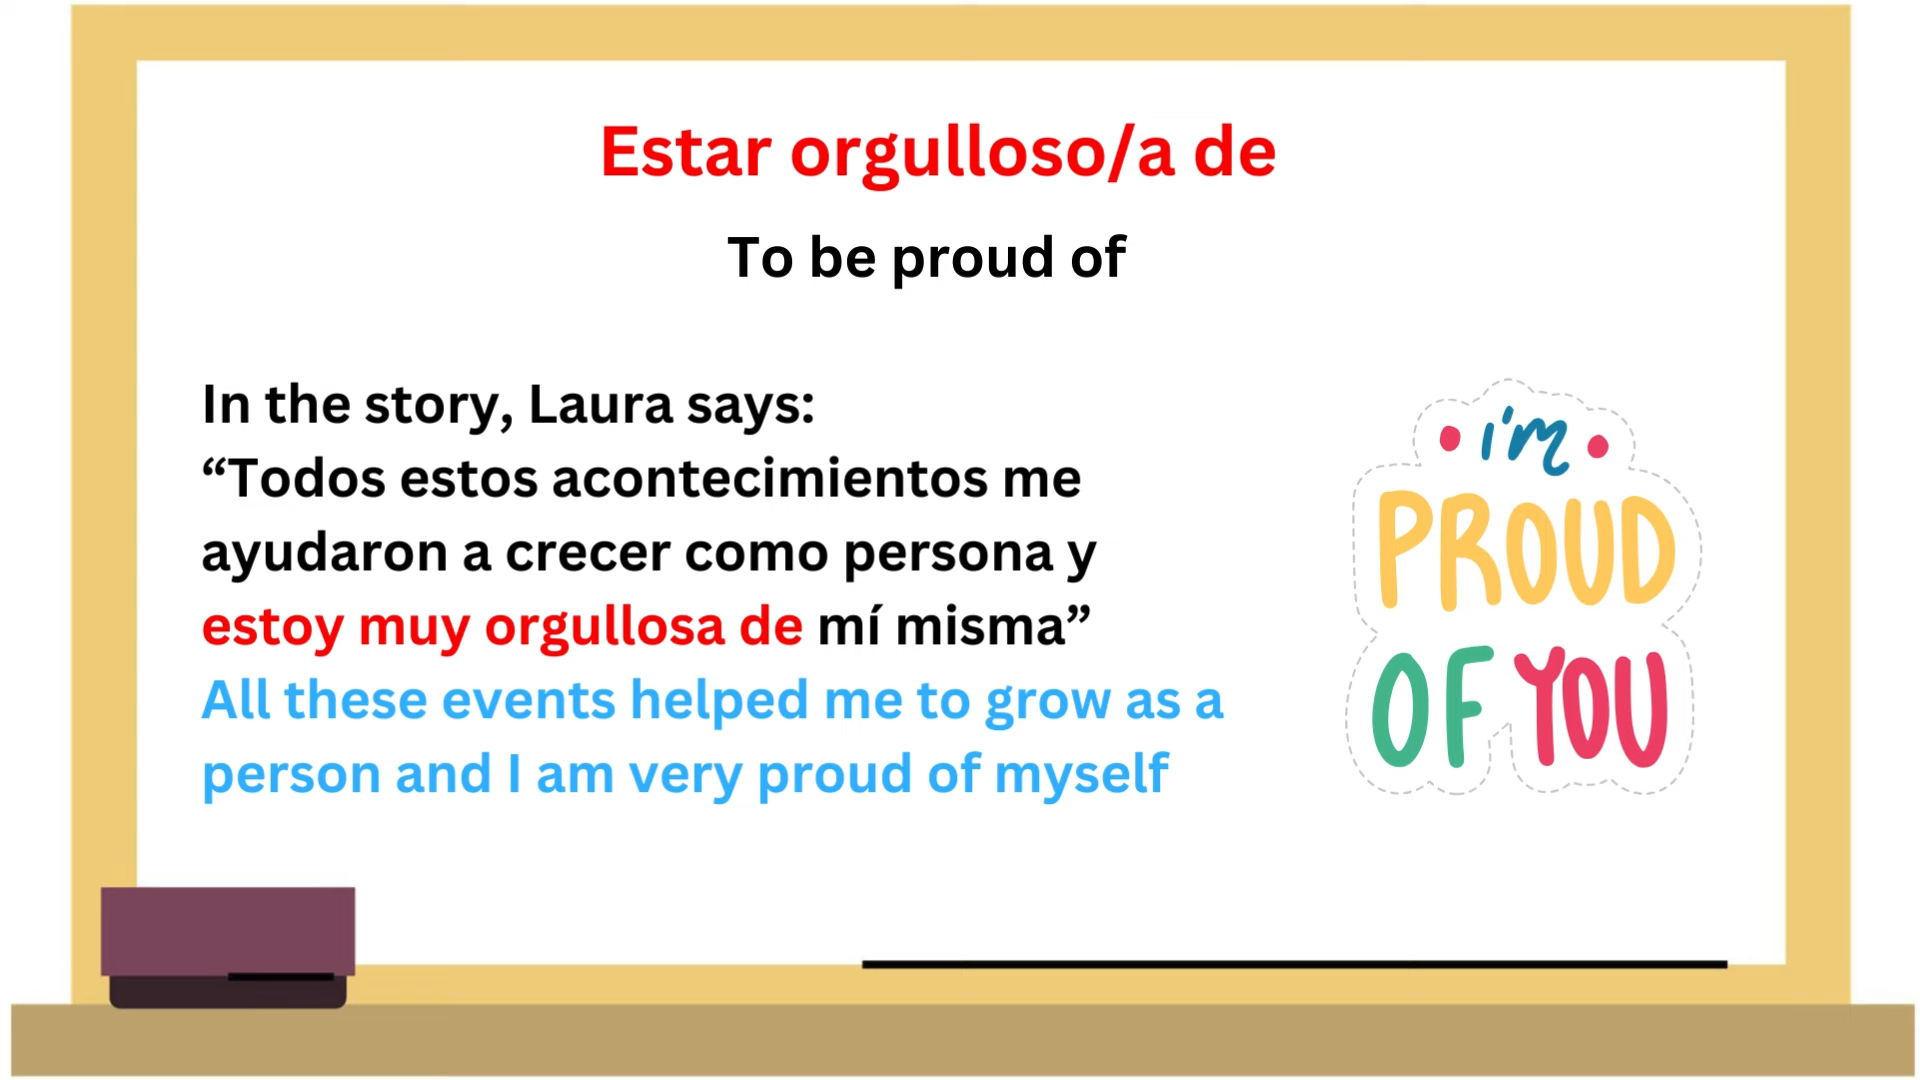 Estar orgulloso/a de
To be proud of
In the story, Laura says:
“Todos estos acontecimientos me
ayudaron a crecer como persona y
estoy muy orgullosa de mí misma”
All these events helped me to grow as a
person and I am very proud of myself
i'm
PROUD
OF YOU